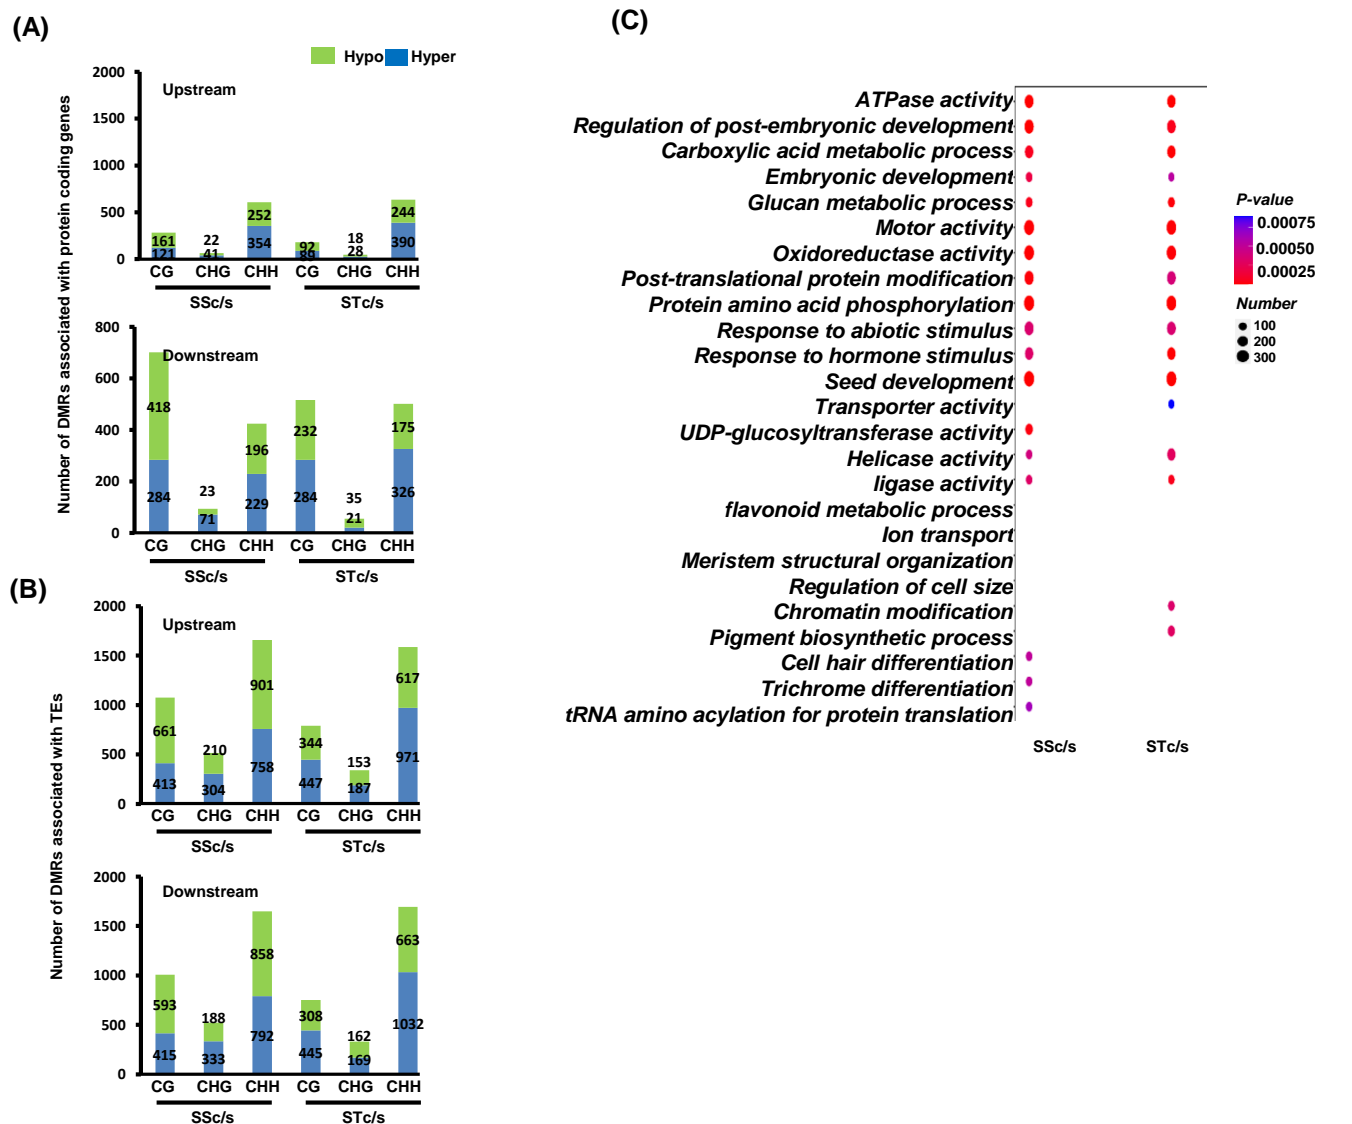 (A)
Hypo Hyper
Number of DMRs associated with protein coding genes
2000
1500
1000
500
0
Upstream
161
121
22
41
252
354
92
89
18
28
244
390
CG CHG CHH CG CHG CHH
SSc/s STc/s
800
600
400
200
0
Downstream
418
284
23
71
196
229
232
284
35
21
175
326
CG CHG CHH CG CHG CHH
SSc/s STc/s
(B)
Number of DMRs associated with TEs
2000
1500
1000
500
0
Upstream
661
413
210
304
901
758
344
447
153
187
617
971
CG CHG CHH CG CHG CHH
SSc/s STc/s
2000
1500
1000
500
0
Downstream
593
415
188
333
858
792
308
445
162
169
663
1032
CG CHG CHH CG CHG CHH
SSc/s STc/s
(C)
ATPase activity
Regulation of post-embryonic development
Carboxylic acid metabolic process
Embryonic development
Glucan metabolic process
Motor activity
Oxidoreductase activity
Post-translational protein modification
Protein amino acid phosphorylation
Response to abiotic stimulus
Response to hormone stimulus
Seed development
Transporter activity
UDP-glucosyltransferase activity
Helicase activity
ligase activity
flavonoid metabolic process
Ion transport
Meristem structural organization
Regulation of cell size
Chromatin modification
Pigment biosynthetic process
Cell hair differentiation
Trichrome differentiation
tRNA amino acylation for protein translation
SSc/s STc/s
P-value
0.00075
0.00050
0.00025
Number
100
200
300